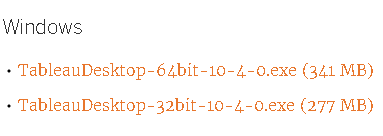 Windows
• TableauDesktop-64bit-10-4-0.exe (341 MB)
• TableauDesktop-32bit-10-4-0.exe (277 MB)